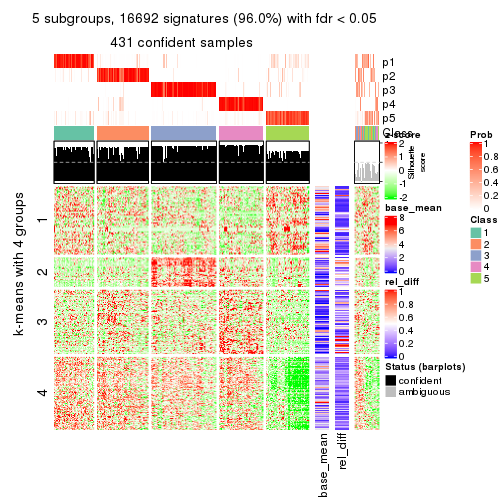 5 subgroups, 16692 signatures (96.0%) with fdr < 0.05
431 confident samples
p1
p2
p3
p4
p5
Class
Silhouette
score
k-means with 4 groups
1
2
3
4
base_mean
rel_diff
z-score
2
1
0
-1
-2
base_mean
8
6
4
2
0
rel_diff
1
0.8
0.6
0.4
0.2
0
Status (barplots)
confident
ambiguous
Prob
1
0.8
0.6
0.4
0.2
0
Class
1
2
3
4
5